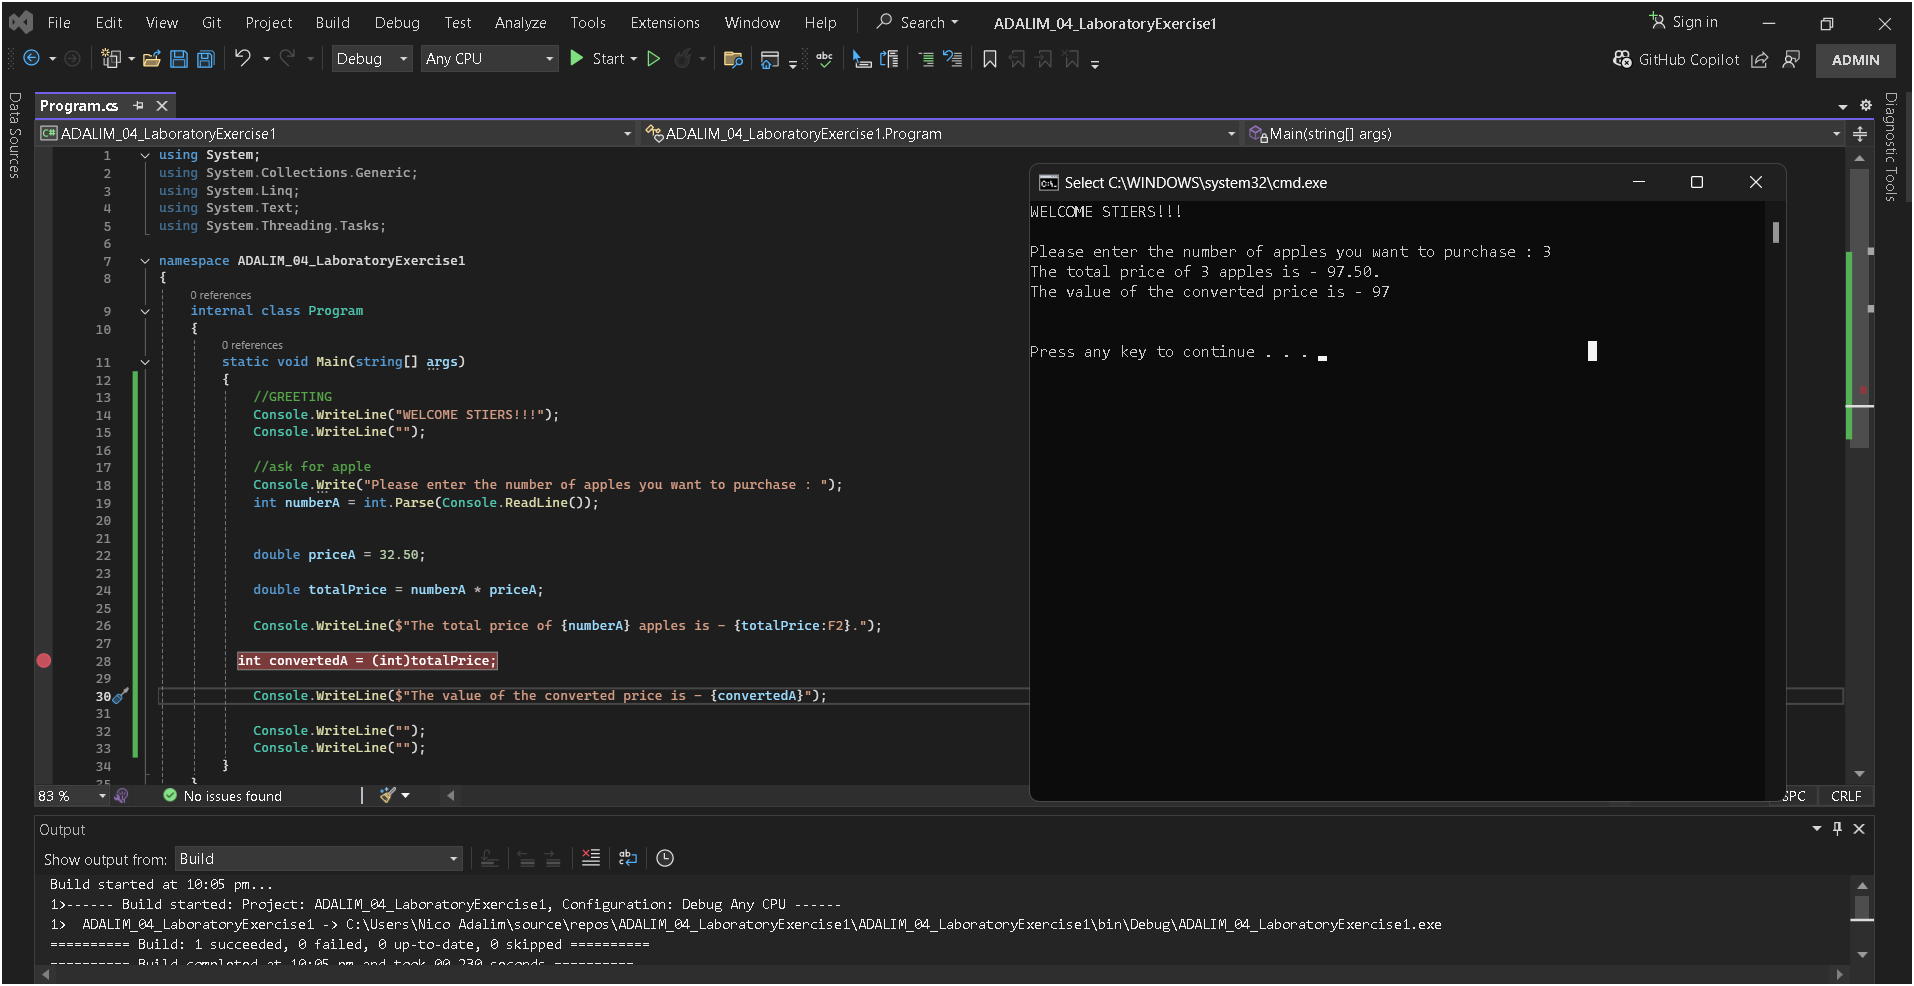 File Edit View Git Project Build Debug Test Analyze Tools Extensions Window Help Search ADALIM_04_LaboratoryExercise1 Sign in
Debug Any CPU Start abc GitHub Copilot ADMIN
Data Sources
Diagnostic Tools
Program.cs
C# ADALIM_04_LaboratoryExercise1 ADALIM_04_LaboratoryExercise1.Program Main(string[] args)
1 using System;
2 using System.Collections.Generic;
3 using System.Linq;
4 using System.Text;
5 using System.Threading.Tasks;
6
7 namespace ADALIM_04_LaboratoryExercise1
8 {
0 references
9 internal class Program
10 {
0 references
11 static void Main(string[] args)
12 {
13 //GREETING
14 Console.WriteLine("WELCOME STIERS!!!");
15 Console.WriteLine("");
16
17 //ask for apple
18 Console.Write("Please enter the number of apples you want to purchase : ");
19 int numberA = int.Parse(Console.ReadLine());
20
21
22 double priceA = 32.50;
23
24 double totalPrice = numberA * priceA;
25
26 Console.WriteLine($"The total price of {numberA} apples is - {totalPrice:F2}.");
27
28 int convertedA = (int)totalPrice;
29
30 Console.WriteLine($"The value of the converted price is - {convertedA}");
31
32 Console.WriteLine("");
33 Console.WriteLine("");
34 }
35 }
Select C:\WINDOWS\system32\cmd.exe
WELCOME STIERS!!!
Please enter the number of apples you want to purchase : 3
The total price of 3 apples is - 97.50.
The value of the converted price is - 97
Press any key to continue . . .
83 % No issues found SPC CRLF
Output
Show output from: Build
Build started at 10:05 pm...
1>------ Build started: Project: ADALIM_04_LaboratoryExercise1, Configuration: Debug Any CPU ------
1> ADALIM_04_LaboratoryExercise1 -> C:\Users\Nico Adalim\source\repos\ADALIM_04_LaboratoryExercise1\ADALIM_04_LaboratoryExercise1\bin\Debug\ADALIM_04_LaboratoryExercise1.exe
========== Build: 1 succeeded, 0 failed, 0 up-to-date, 0 skipped ==========
========== Build completed at 10:05 pm and took 00.230 seconds ==========